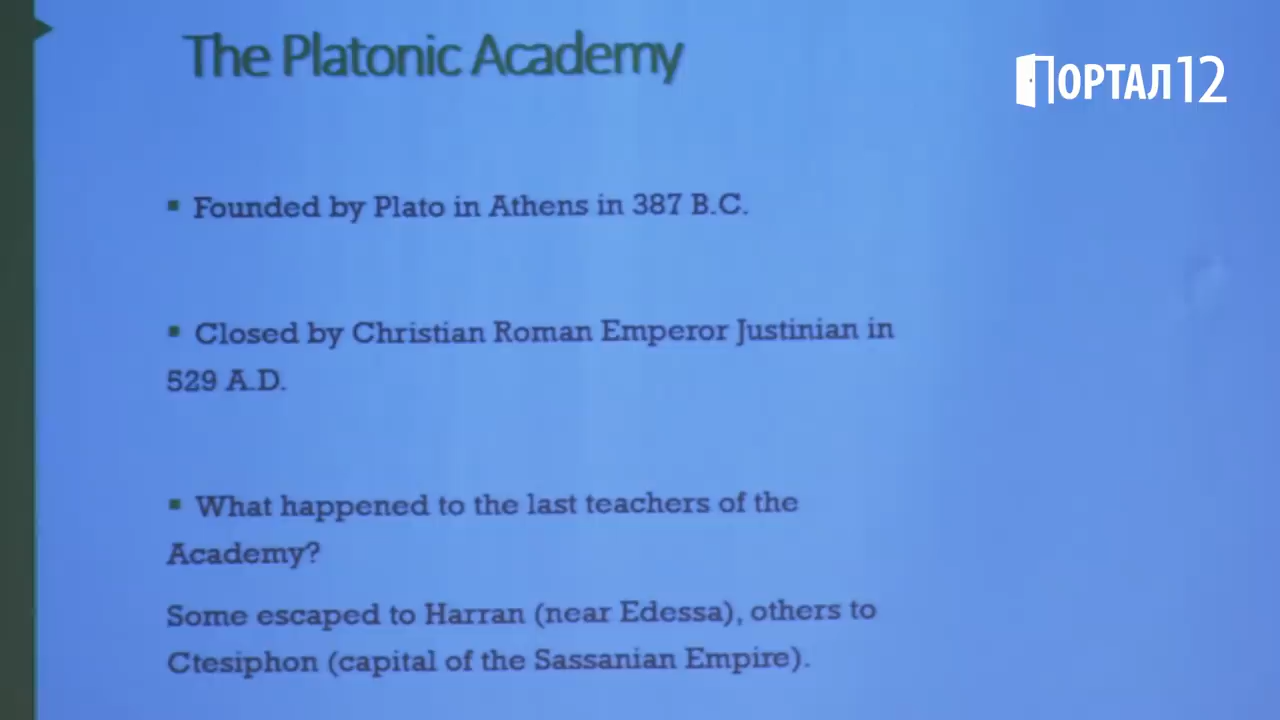 The Platonic Academy
ПОРТАЛ12
▪ Founded by Plato in Athens in 387 B.C.
▪ Closed by Christian Roman Emperor Justinian in
529 A.D.
▪ What happened to the last teachers of the
Academy?
Some escaped to Harran (near Edessa), others to
Ctesiphon (capital of the Sassanian Empire).